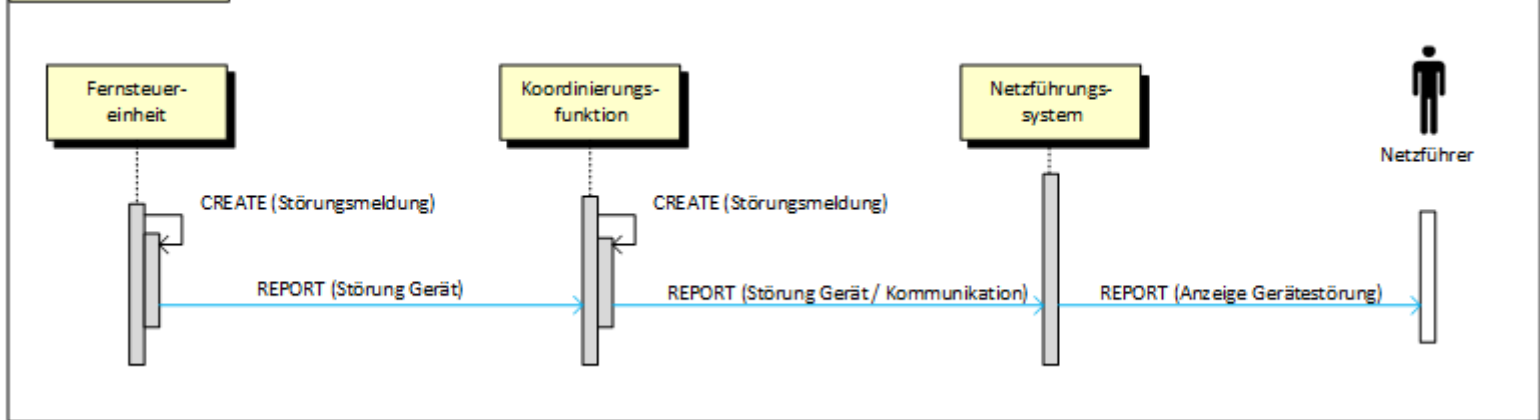 Fernsteuer-
einheit
Koordinierungs-
funktion
Netzführungs-
system
Netzführer
CREATE (Störungsmeldung)
CREATE (Störungsmeldung)
REPORT (Störung Gerät)
REPORT (Störung Gerät / Kommunikation)
REPORT (Anzeige Gerätestörung)